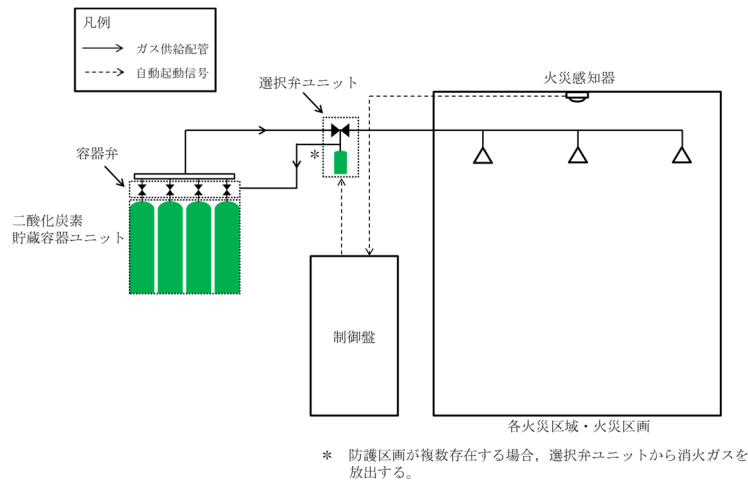 凡例
ガス供給配管
自動起動信号
選択弁ユニット
火災感知器
*
容器弁
二酸化炭素
貯蔵容器ユニット
制御盤
各火災区域・火災区画
* 防護区画が複数存在する場合,選択弁ユニットから消火ガスを
放出する。